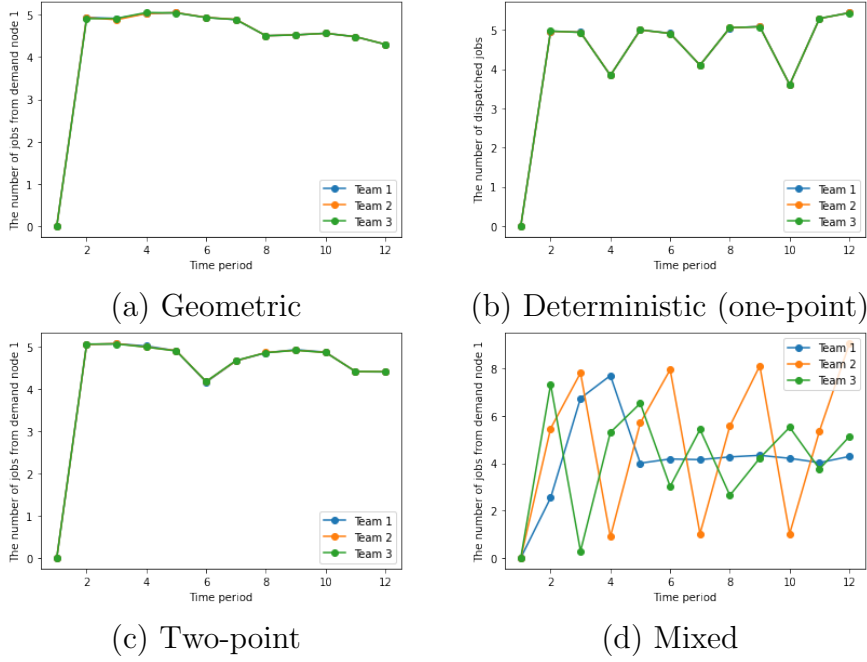 The number of jobs from demand node 1
5
4
3
2
1
0
Team 1
Team 2
Team 3
2 4 6 8 10 12
Time period
(a) Geometric
The number of dispatched jobs
5
4
3
2
1
0
Team 1
Team 2
Team 3
2 4 6 8 10 12
Time period
(b) Deterministic (one-point)
The number of jobs from demand node 1
5
4
3
2
1
0
Team 1
Team 2
Team 3
2 4 6 8 10 12
Time period
(c) Two-point
The number of jobs from demand node 1
8
6
4
2
0
Team 1
Team 2
Team 3
2 4 6 8 10 12
Time period
(d) Mixed